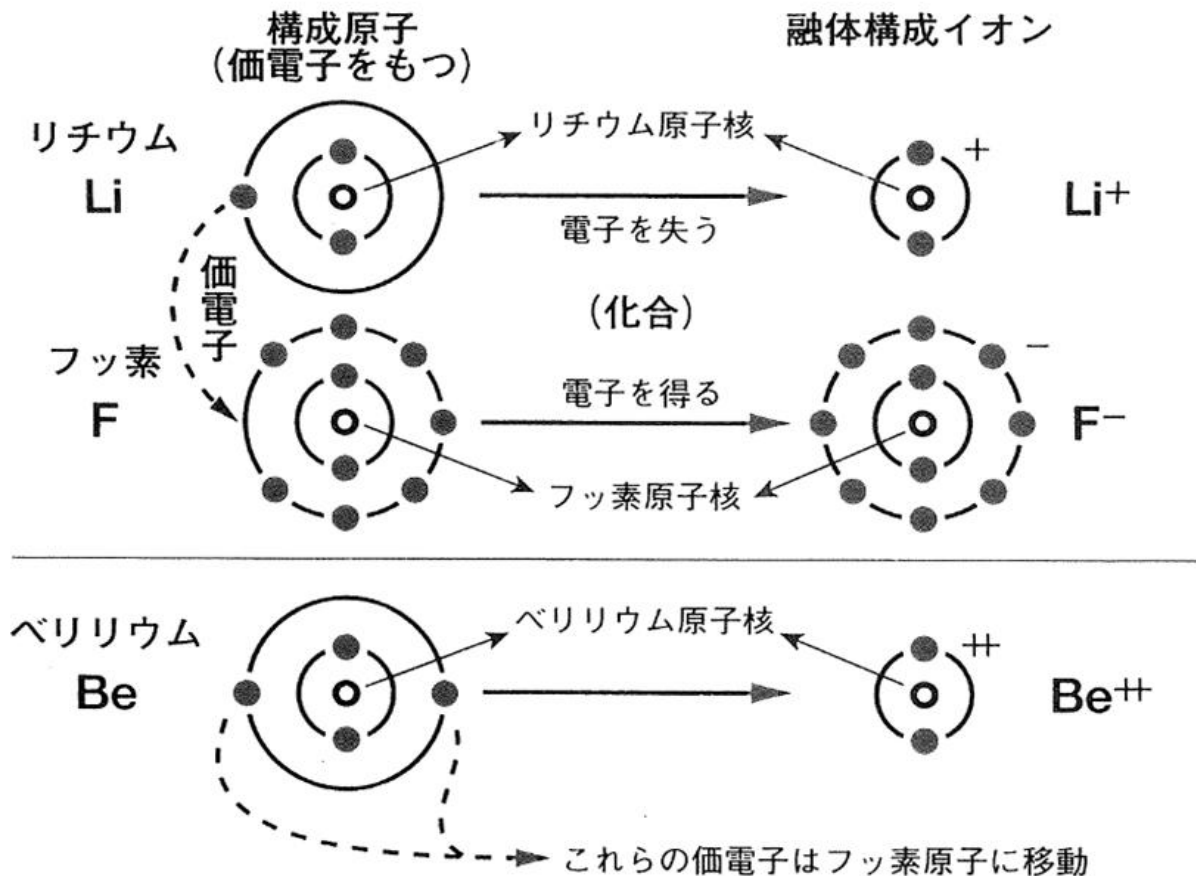 構成原子
(価電子をもつ)
融体構成イオン
リチウム
Li
リチウム原子核
+
Li+
電子を失う
価電子
(化合)
フッ素
F
電子を得る
−
F−
フッ素原子核
ベリリウム
Be
ベリリウム原子核
++
Be++
これらの価電子はフッ素原子に移動